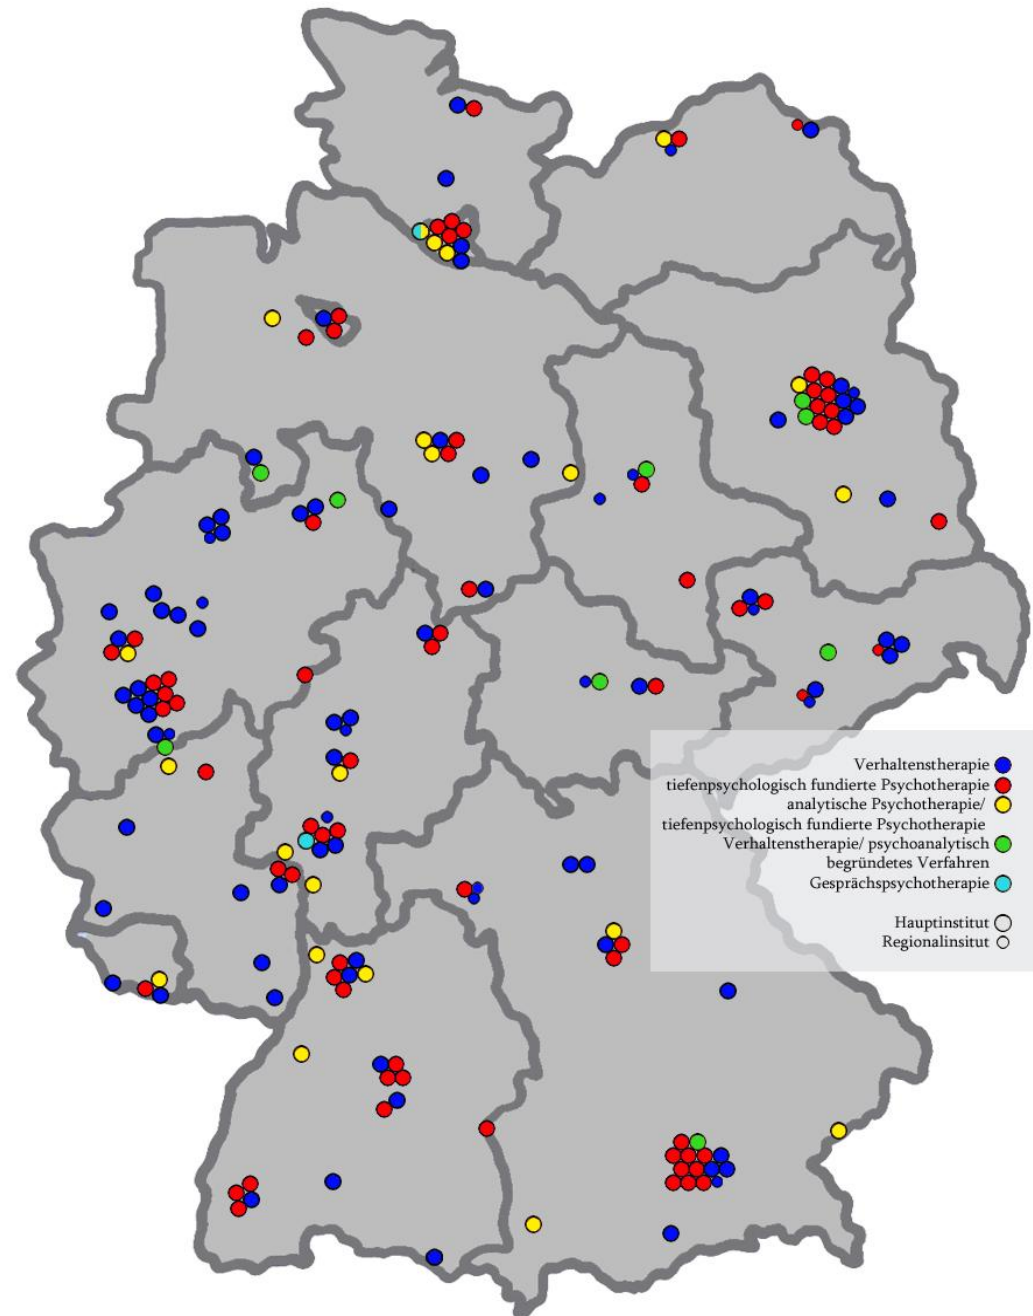 Verhaltenstherapie
tiefenpsychologisch fundierte Psychotherapie
analytische Psychotherapie/
tiefenpsychologisch fundierte Psychotherapie
Verhaltenstherapie/ psychoanalytisch
begründetes Verfahren
Gesprächspsychotherapie
Hauptinstitut
Regionalinsitut